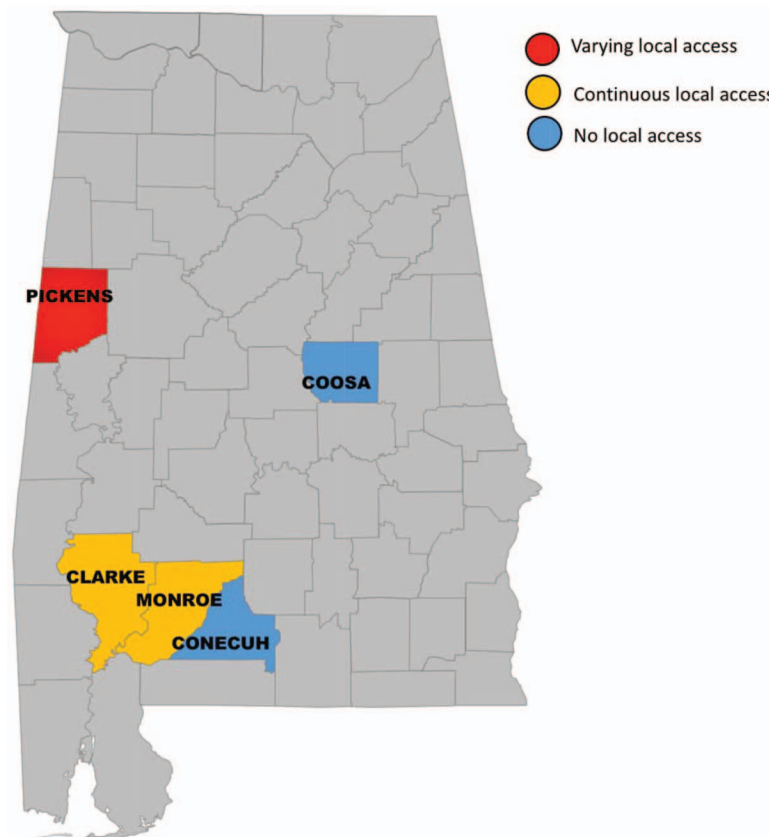 Varying local access
Continuous local access
No local access
PICKENS
COOSA
CLARKE
MONROE
CONECUH